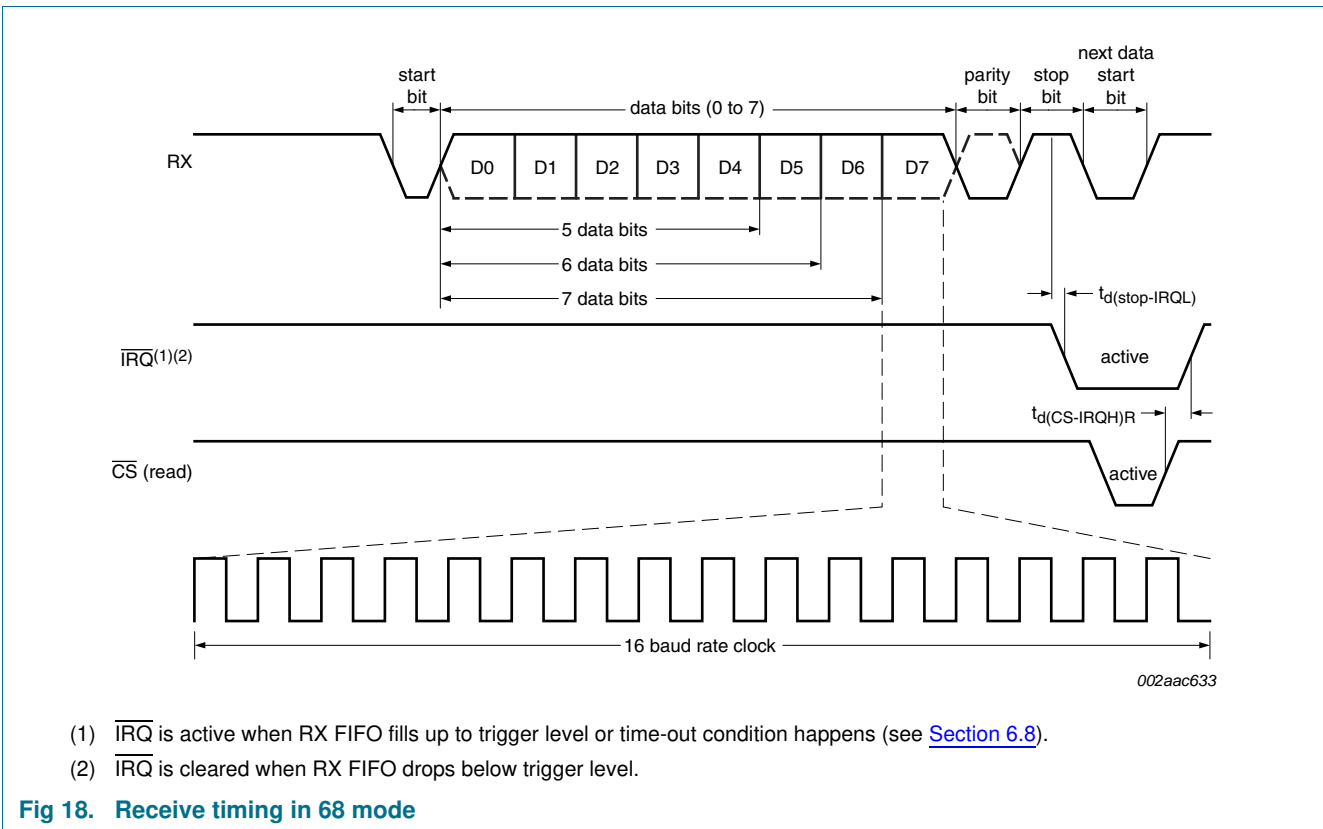 next data
start parity stop start
bit bit bit bit
data bits (0 to 7)
RX
D0 D1 D2 D3 D4 D5 D6 D7
5 data bits
6 data bits
7 data bits
td(stop-IRQL)
IRQ(1)(2)
active
td(CS-IRQH)R
CS (read)
active
16 baud rate clock
002aac633
(1) IRQ is active when RX FIFO fills up to trigger level or time-out condition happens (see Section 6.8).
(2) IRQ is cleared when RX FIFO drops below trigger level.
Fig 18. Receive timing in 68 mode